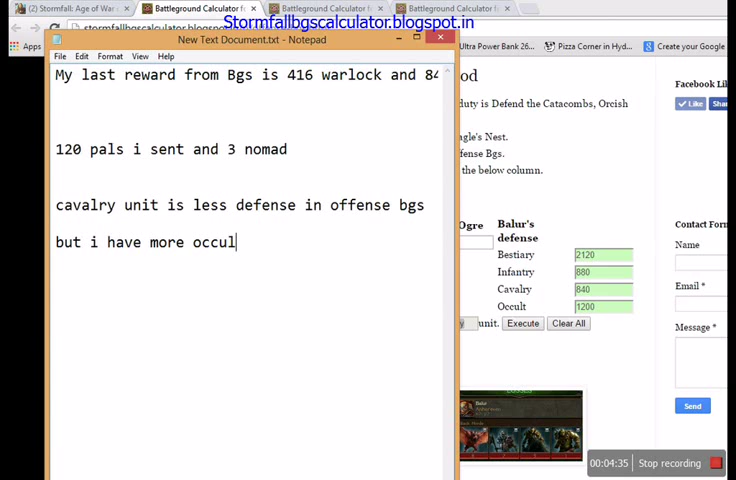 (2) Stormfall: Age of War
Battleground Calculator f
Battleground Calculator f
Battleground Calculator f
Stormfallbgscalculator.blogspot.in
stormfallbgscalculator.blogspot
Apps
Ultra Power Bank 26...
Pizza Corner in Hyd...
Create your Google
New Text Document.txt - Notepad
File Edit Format View Help
My last reward from Bgs is 416 warlock and 84
120 pals i sent and 3 nomad
cavalry unit is less defense in offense bgs
but i have more occul
duty is Defend the Catacombs, Orcish
agle's Nest.
fense Bgs.
the below column.
Ogre
Balur's defense
Bestiary 2120
Infantry 880
Cavalry 840
Occult 1200
unit. Execute Clear All
Balur
Facebook Lik
Like Shar
Contact Form
Name
Email *
Message *
Send
00:04:35 Stop recording